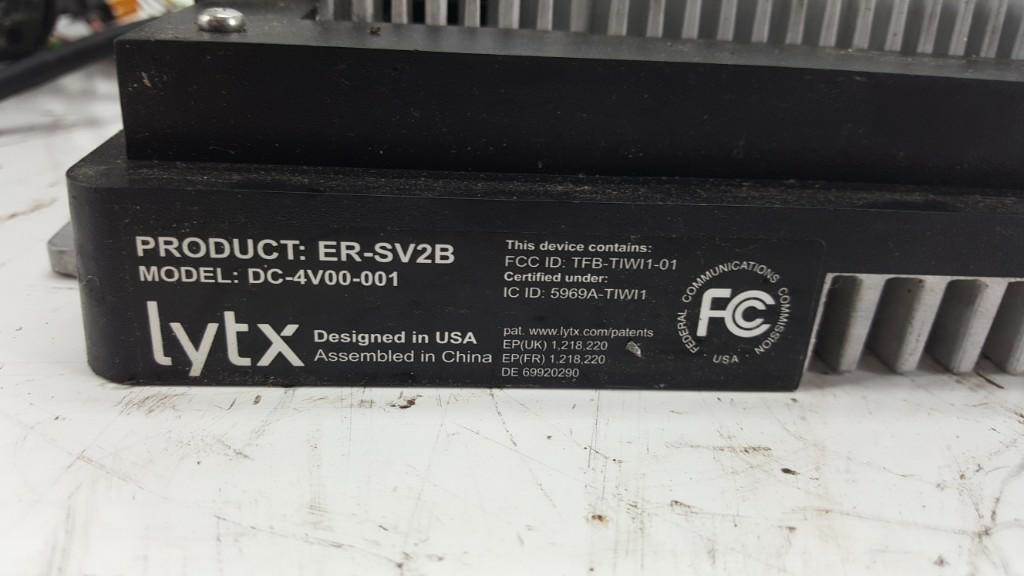 PRODUCT: ER-SV2B
MODEL: DC-4V00-001
lytx
Designed in USA
Assembled in China
This device contains:
FCC ID: TFB-TIWI1-01
Certified under:
IC ID: 5969A-TIWI1
pat. www.lytx.com/patents
EP(UK) 1,218,220
EP(FR) 1,218,220
DE 69920290
FEDERAL COMMUNICATIONS COMMISSION
FCC
· USA ·